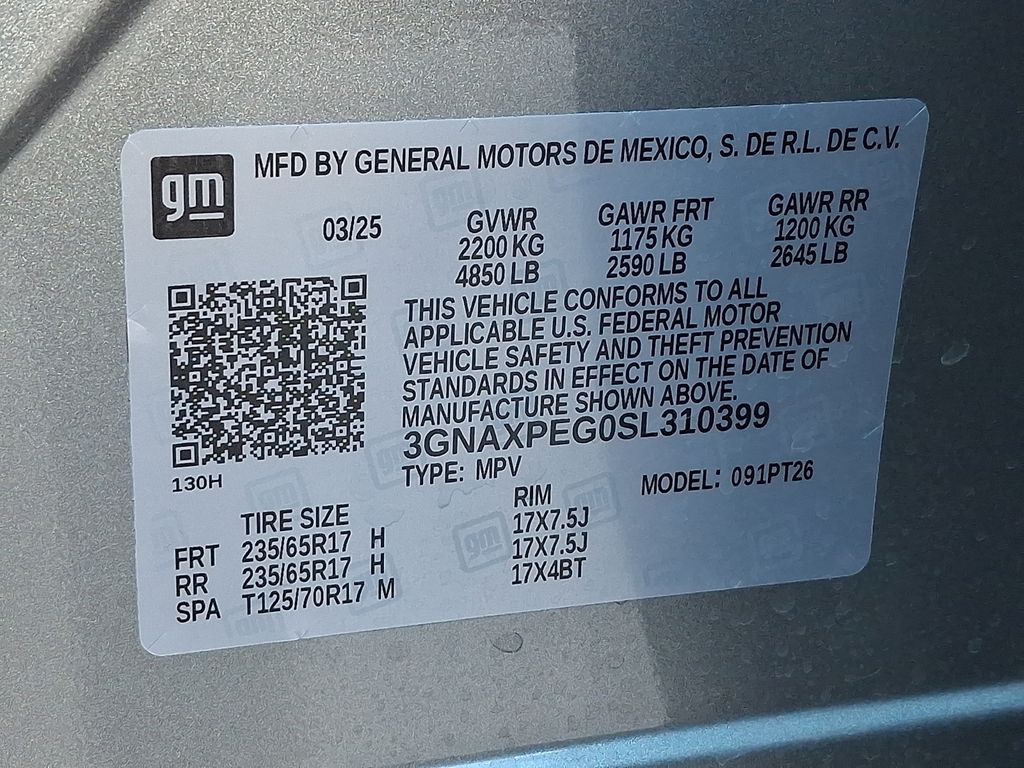 gm
MFD BY GENERAL MOTORS DE MEXICO, S. DE R.L. DE C.V.
03/25 GVWR GAWR FRT GAWR RR
2200 KG 1175 KG 1200 KG
4850 LB 2590 LB 2645 LB
THIS VEHICLE CONFORMS TO ALL
APPLICABLE U.S. FEDERAL MOTOR
VEHICLE SAFETY AND THEFT PREVENTION
STANDARDS IN EFFECT ON THE DATE OF
MANUFACTURE SHOWN ABOVE.
3GNAXPEG0SL310399
130H
TYPE: MPV MODEL: 091PT26
TIRE SIZE RIM
FRT 235/65R17 H 17X7.5J
RR 235/65R17 H 17X7.5J
SPA T125/70R17 M 17X4BT